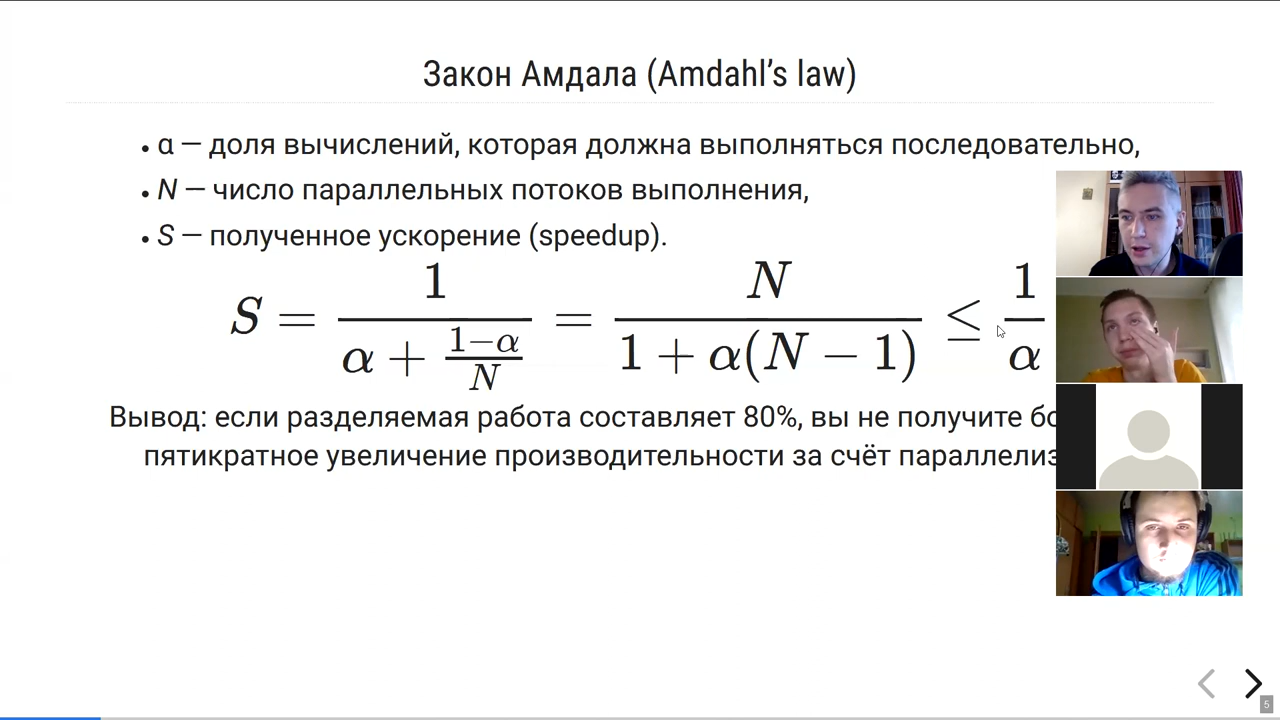 Закон Амдала (Amdahl’s law)
• α — доля вычислений, которая должна выполняться последовательно,
• N — число параллельных потоков выполнения,
• S — полученное ускорение (speedup).
S = 1 / (α + (1−α)/N) = N / (1 + α(N − 1)) ≤ 1/α
Вывод: если разделяемая работа составляет 80%, вы не получите
пятикратное увеличение производительности за счёт
5